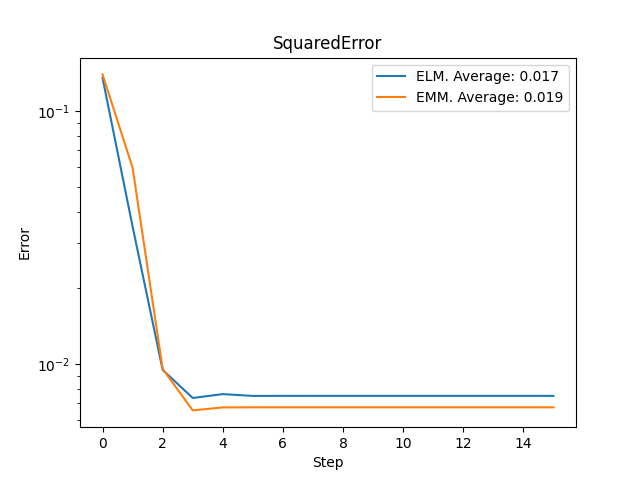 SquaredError
ELM. Average: 0.017
EMM. Average: 0.019
10⁻¹
10⁻²
Error
0 2 4 6 8 10 12 14
Step